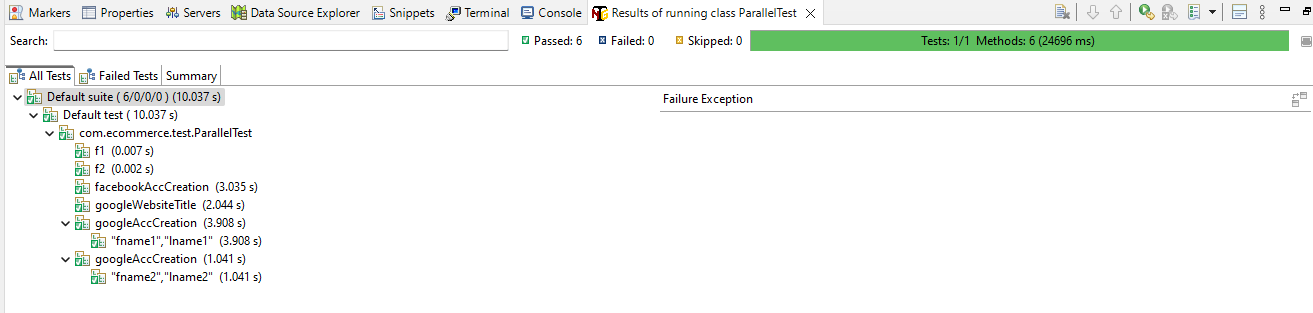 Markers Properties Servers Data Source Explorer Snippets Terminal Console Results of running class ParallelTest
Search: Passed: 6 Failed: 0 Skipped: 0 Tests: 1/1 Methods: 6 (24696 ms)
All Tests Failed Tests Summary
Default suite ( 6/0/0/0 ) (10.037 s) Failure Exception
Default test ( 10.037 s)
com.ecommerce.test.ParallelTest
f1 (0.007 s)
f2 (0.002 s)
facebookAccCreation (3.035 s)
googleWebsiteTitle (2.044 s)
googleAccCreation (3.908 s)
"fname1","lname1" (3.908 s)
googleAccCreation (1.041 s)
"fname2","lname2" (1.041 s)